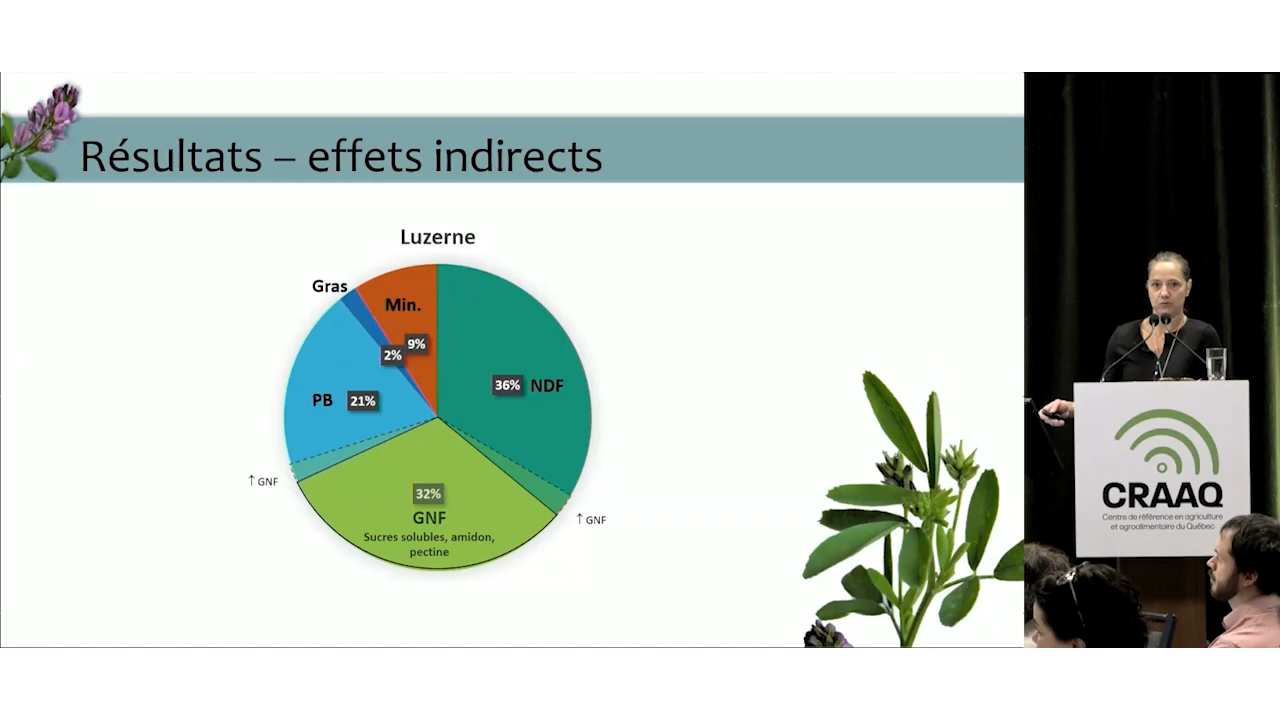 Résultats – effets indirects
Luzerne
Gras
Min.
9%
2%
36% NDF
PB 21%
↑ GNF
32%
GNF
Sucres solubles, amidon,
pectine
↑ GNF
CRAAQ
Centre de référence en agriculture
et agroalimentaire du Québec